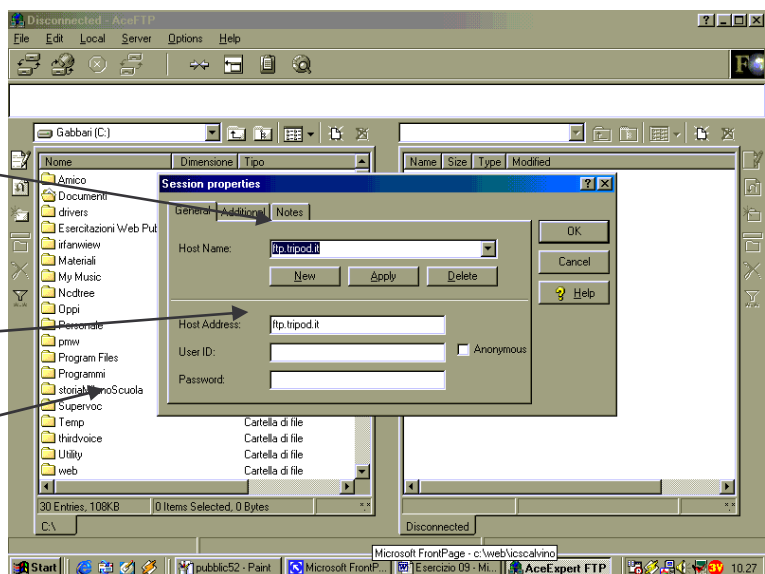 Disconnected - AceFTP
File Edit Local Server Options Help
Gabbari (C:)
Nome Dimensione Tipo
Name Size Type Modified
Amico
Documenti
drivers
Esercitazioni Web Pub
irfanwiew
Materiali
My Music
Ncdtree
Oppi
Personale
pmw
Program Files
Programmi
Supervoc
Temp Cartella di file
thirdvoice Cartella di file
Utility Cartella di file
web Cartella di file
Session properties
General Additional Notes
Host Name: ftp.tripod.it
New Apply Delete
Host Address: ftp.tripod.it
User ID:
Anonymous
Password:
OK
Cancel
Help
30 Entries, 108KB 0 Items Selected, 0 Bytes
C:\
Disconnected
Microsoft FrontPage - c:\web\icscalvino
Start pubblic52 - Paint Microsoft FrontP... Esercizio 09 - Mi... AceExpert FTP 10.27